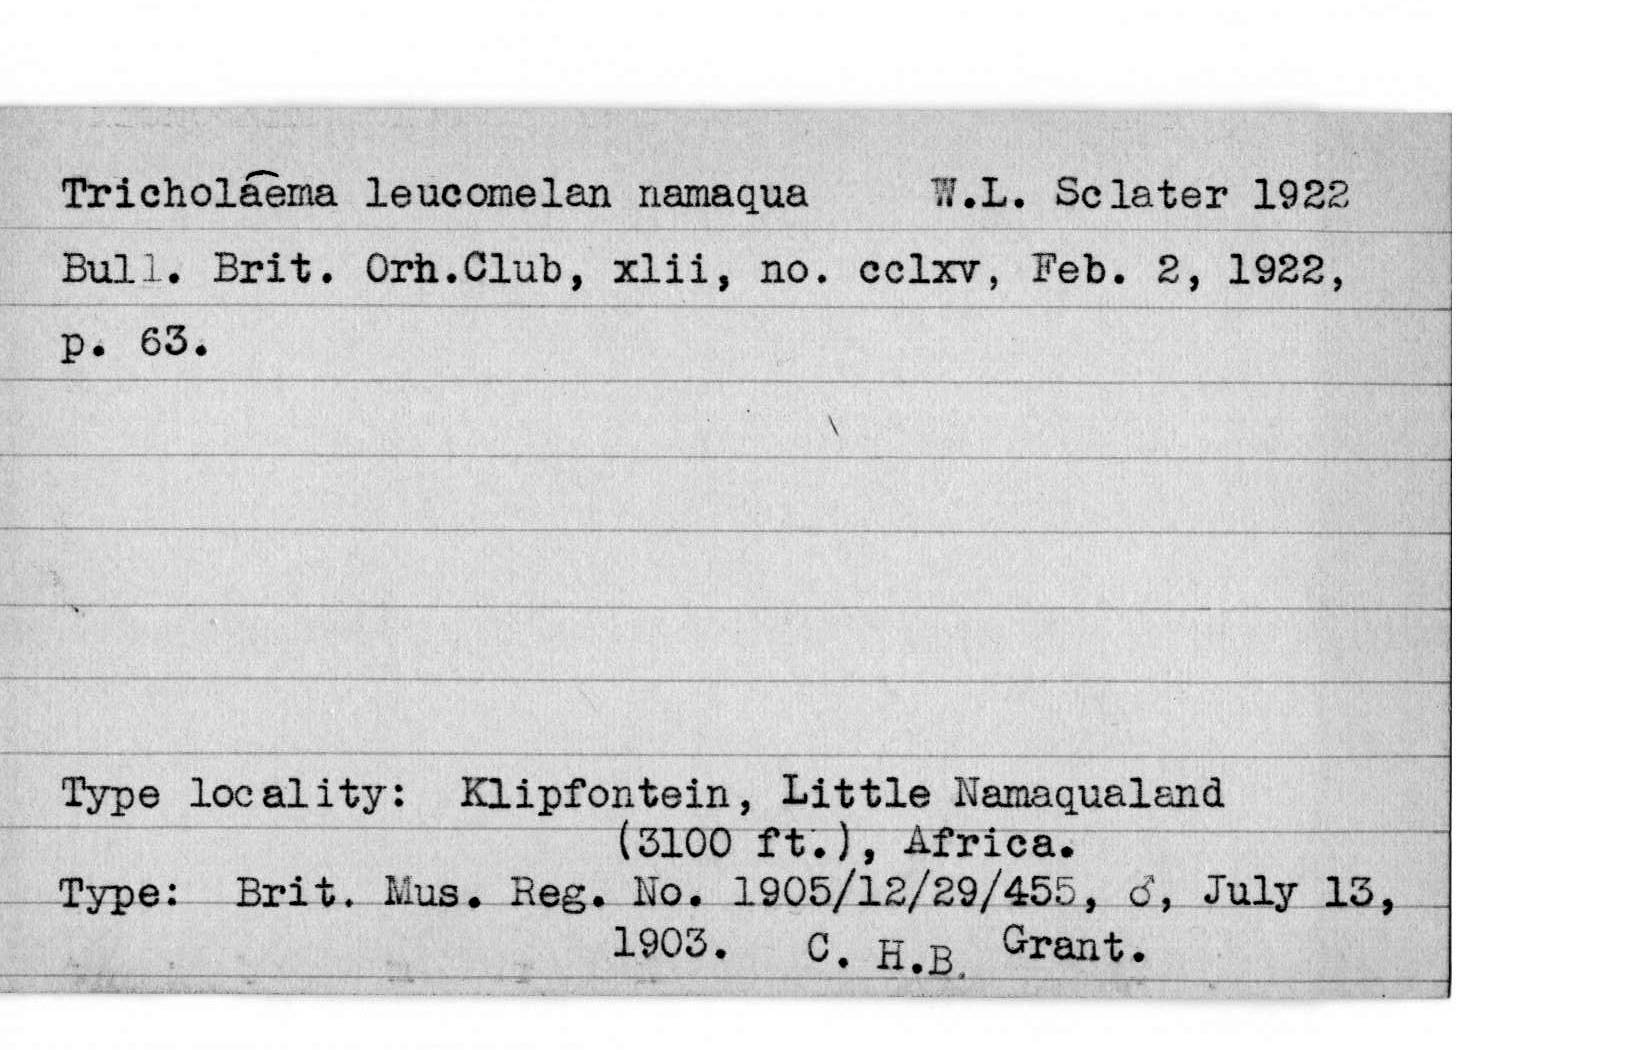 Tricholaema leucomelan namaqua W.L. Sclater 1922
Bull. Brit. Orh.Club, xlii, no. cclxv, Feb. 2, 1922,
p. 63.
Type locality: Klipfontein, Little Namaqualand
(3100 ft.), Africa.
Type: Brit. Mus. Reg. No. 1905/12/29/455, ♂, July 13,
1903. C. H.B. Grant.